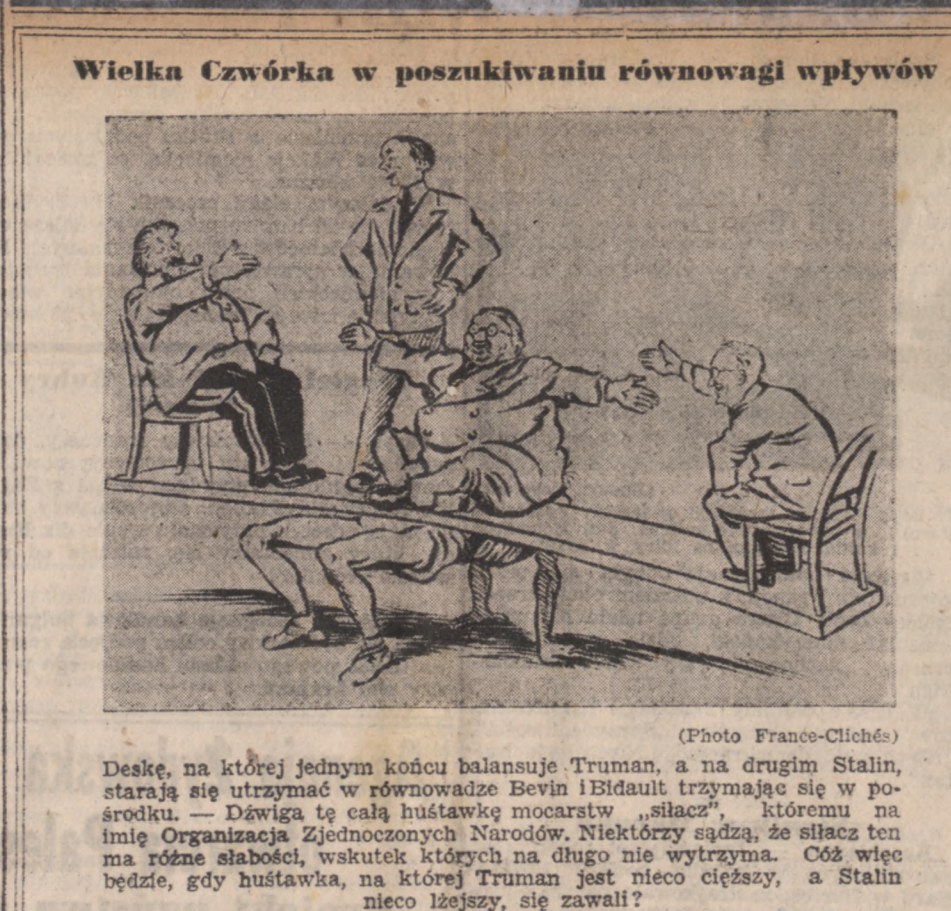 Wielka Czwórka w poszukiwaniu równowagi wpływów
(Photo France-Clichés)
Deskę, na której jednym końcu balansuje Truman, a na drugim Stalin,
starają się utrzymać w równowadze Bevin i Bidault trzymając się w po-
środku. — Dźwiga tę całą huśtawkę mocarstw „siłacz”, któremu na
imię Organizacja Zjednoczonych Narodów. Niektórzy sądzą, że siłacz ten
ma różne słabości, wskutek których na długo nie wytrzyma. Cóż więc
będzie, gdy huśtawka, na której Truman jest nieco cięższy, a Stalin
nieco lżejszy, się zawali?